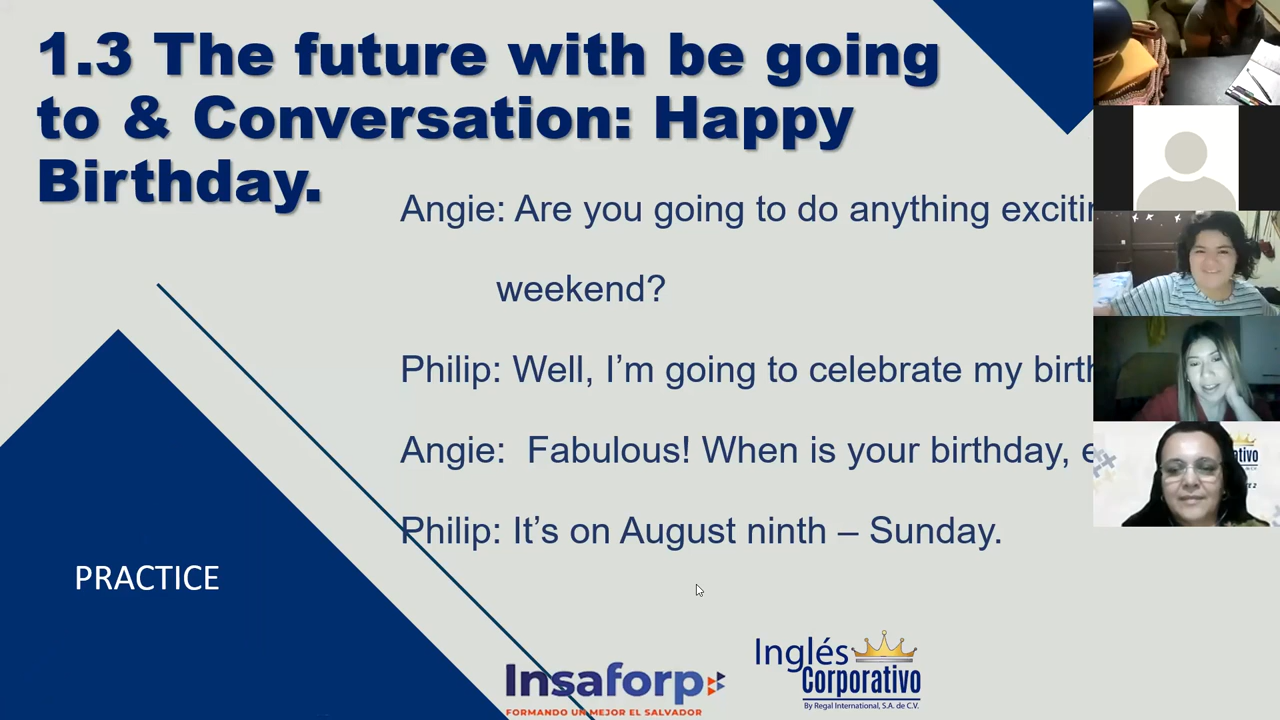 1.3 The future with be going
to & Conversation: Happy
Birthday.
Angie: Are you going to do anything
weekend?
Philip: Well, I’m going to celebrate my
Angie:  Fabulous! When is your birthday,
Philip: It’s on August ninth – Sunday.
PRACTICE
Insaforp
FORMANDO UN MEJOR EL SALVADOR
Inglés
Corporativo
By Regal International, S.A. de C.V.